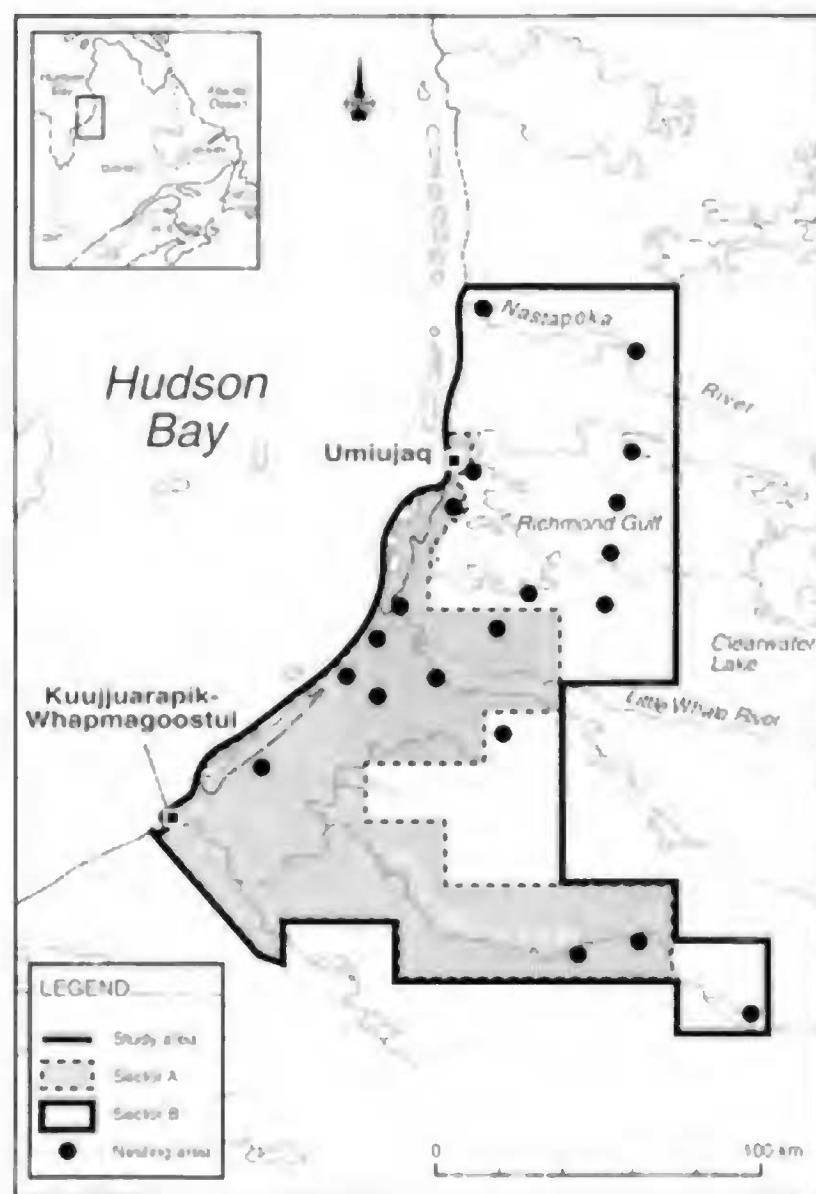 Hudson
Bay
Nastapoka
River
Umiujaq
Richmond Gulf
Clearwater
Lake
Little Whale River
Kuujjuarapik-
Whapmagoostui
LEGEND
Study area
Sector A
Sector B
Nesting area
0 100 km